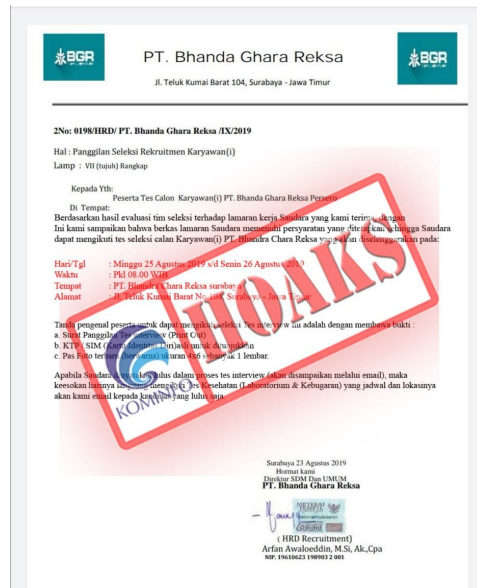 BGR
PT. Bhanda Ghara Reksa
BGR
Jl. Teluk Kumai Barat 104, Surabaya - Jawa Timur
2No: 0198/HRD/ PT. Bhanda Ghara Reksa /IX/2019
Hal : Panggilan Seleksi Rekruitmen Karyawan(i)
Lamp : VII (tujuh) Rangkap
Kepada Yth:
Peserta Tes Calon Karyawan(i) PT. Bhanda Ghara Reksa Persero
Di Tempat:
Berdasarkan hasil evaluasi tim seleksi terhadap lamaran kerja Saudara yang kami terima, dengan
Ini kami sampaikan bahwa berkas lamaran Saudara memenuhi persyaratan yang diterapkan, sehingga Saudara
dapat mengikuti tes seleksi calan Karyawan(i) PT. Bhandra Chara Reksa yang akan diselenggarakan pada:
Hari/Tgl : Minggu 25 Agustus 2019 s/d Senin 26 Agustus 2019
Waktu : Pkl 08.00 WIB
Tempat : PT. Bhandra Chara Reksa surabaya
Alamat : Jl. Teluk Kumai Barat No 104, Surabaya - Jawa Timur
HOAKS
Tanda pengenal peserta untuk dapat mengikuti seleksi Tes interview ini adalah dengan membawa bukti :
a. Surat Panggilan Tes Interview (Print Out)
b. KTP / SIM (Kartu Identitas Diri)asli untuk ditunjukkan
c. Pas Foto terbaru (berwarna) ukuran 4x6 sebanyak 1 lembar.
Apabila Saudara dinyatakan lulus dalam proses tes interview (akan disampaikan melalui email), maka
keesokan harinya langsung mengikuti Tes Kesehatan (Laboratorium & Kebugaran) yang jadwal dan lokasinya
akan kami email kepada kandidat yang lulus saja.
KOMINFO
Surabaya 23 Agustus 2019
Hormat kami
Direktur SDM Dan UMUM
PT. Bhanda Ghara Reksa
METERAI
( HRD Recruitment)
Arfan Awaloeddin, M.Si, Ak.,Cpa
NIP. 19610623 198903 2 001